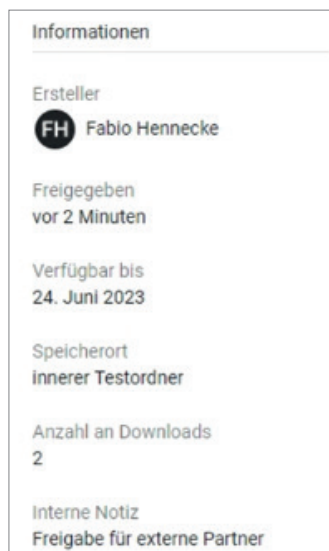 Informationen
Ersteller
FH Fabio Hennecke
Freigegeben
vor 2 Minuten
Verfügbar bis
24. Juni 2023
Speicherort
innerer Testordner
Anzahl an Downloads
2
Interne Notiz
Freigabe für externe Partner